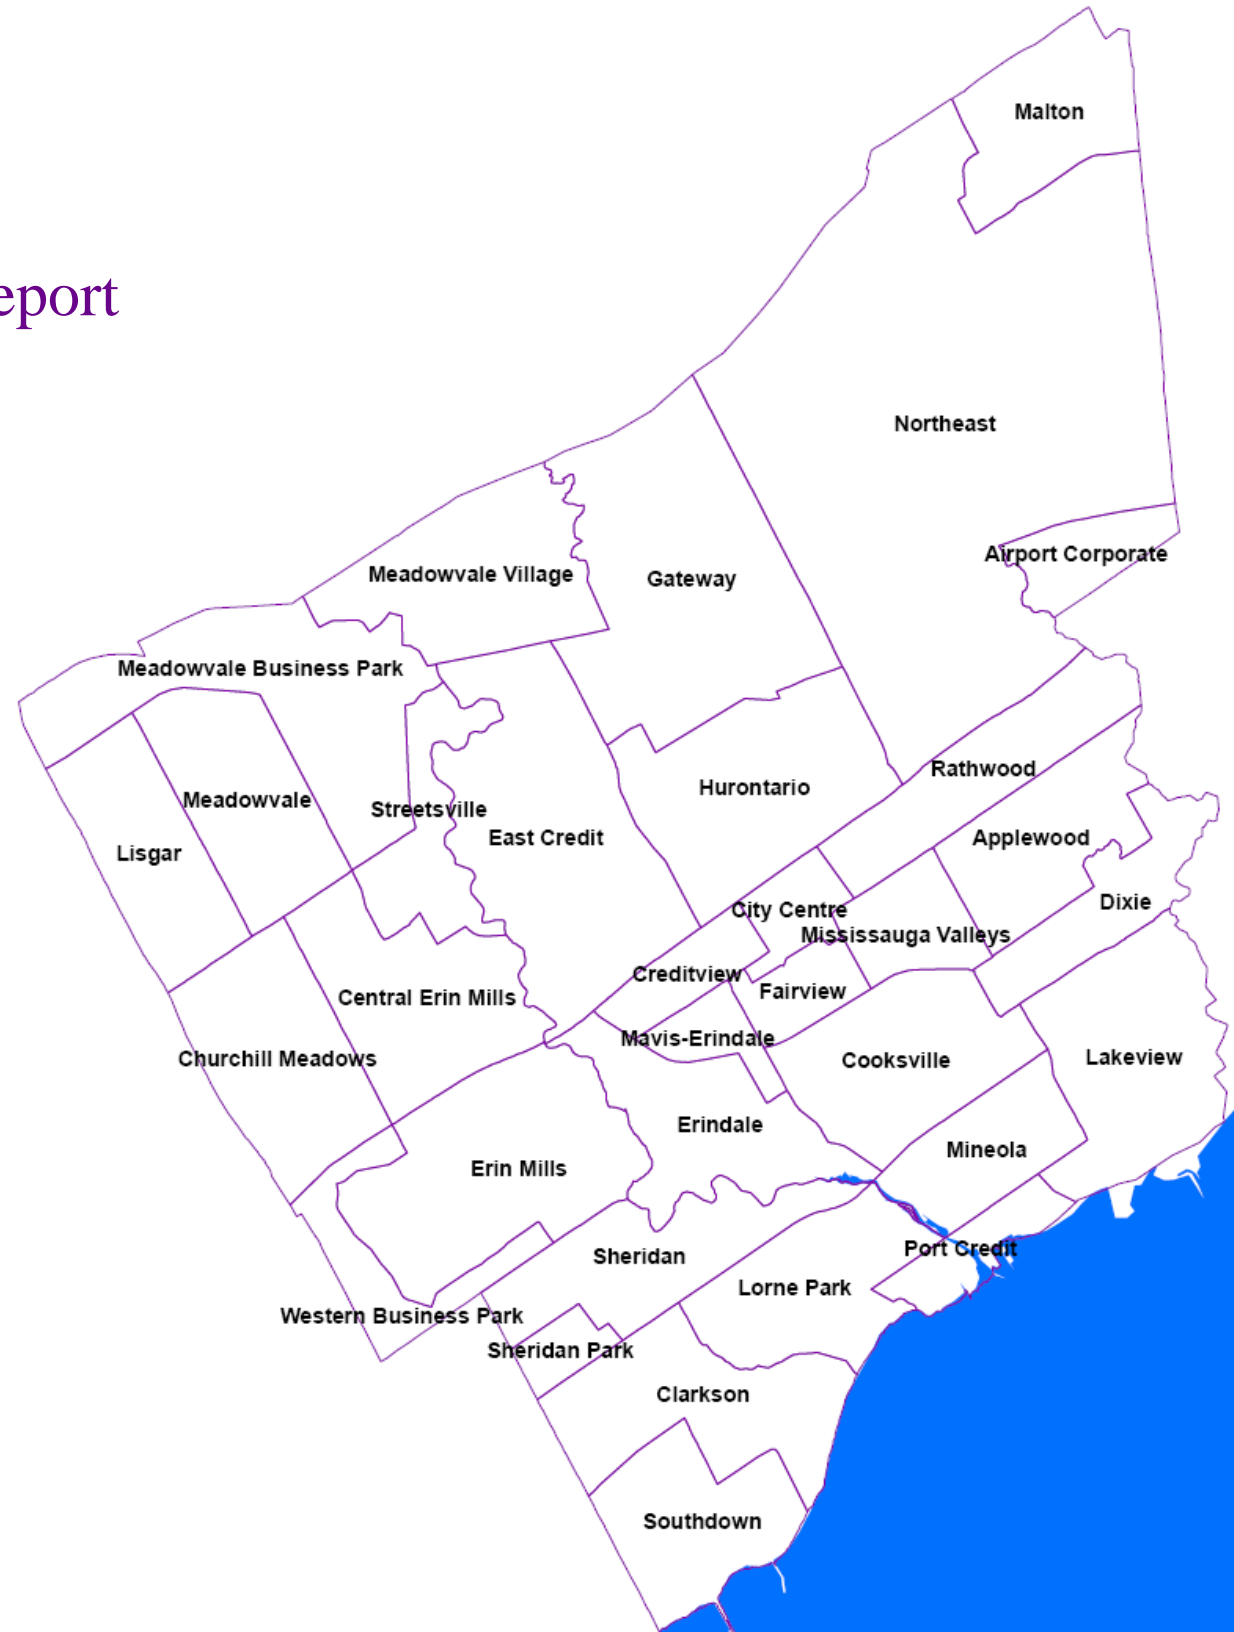 Malton
eport
Northeast
Airport Corporate
Meadowvale Village
Gateway
Meadowvale Business Park
Rathwood
Hurontario
Meadowvale
Streetsville
East Credit
Applewood
Lisgar
Dixie
City Centre
Mississauga Valleys
Creditview
Fairview
Central Erin Mills
Mavis-Erindale
Churchill Meadows
Cooksville
Lakeview
Erindale
Mineola
Erin Mills
Port Credit
Sheridan
Lorne Park
Western Business Park
Sheridan Park
Clarkson
Southdown